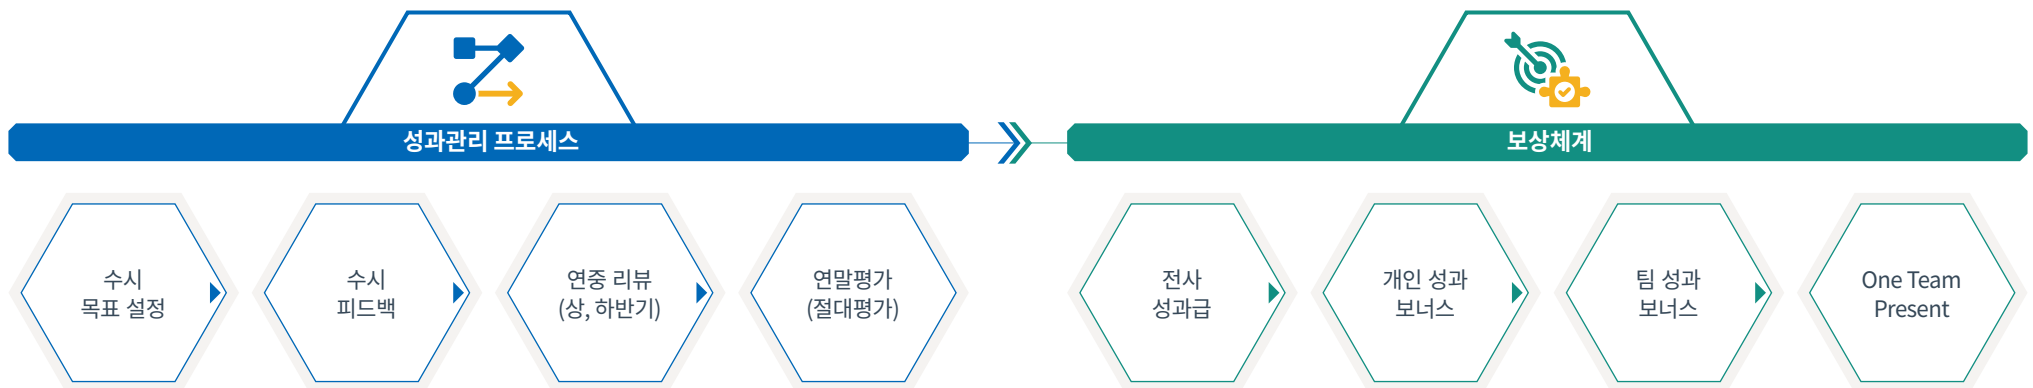 성과관리 프로세스
수시
목표 설정
수시
피드백
연중 리뷰
(상, 하반기)
연말평가
(절대평가)
보상체계
전사
성과급
개인 성과
보너스
팀 성과
보너스
One Team
Present